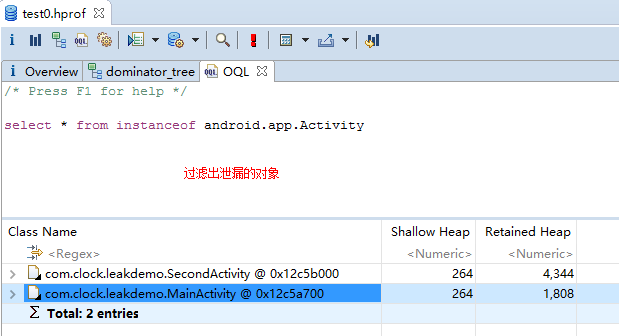 test0.hprof
i Overview dominator_tree OQL
/* Press F1 for help */
select * from instanceof android.app.Activity
过滤出泄漏的对象
Class Name Shallow Heap Retained Heap
<Regex> <Numeric> <Numeric>
com.clock.leakdemo.SecondActivity @ 0x12c5b000 264 4,344
com.clock.leakdemo.MainActivity @ 0x12c5a700 264 1,808
Σ Total: 2 entries